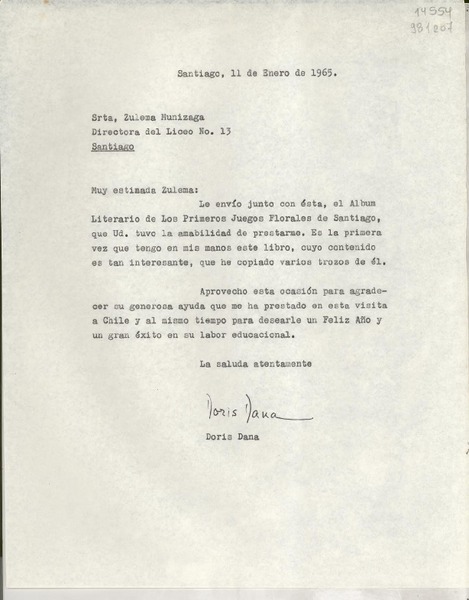 14554
981207
Santiago, 11 de Enero de 1965.
Srta, Zulema Munizaga
Directora del Liceo No. 13
Santiago
Muy estimada Zulema:
Le envío junto con ésta, el Album
Literario de Los Primeros Juegos Florales de Santiago,
que Ud. tuvo la amabilidad de prestarme. Es la primera
vez que tengo en mis manos este libro, cuyo contenido
es tan interesante, que he copiado varios trozos de él.
Aprovecho esta ocasión para agrade-
cer su generosa ayuda que me ha prestado en esta visita
a Chile y al mismo tiempo para desearle un Feliz Año y
un gran éxito en su labor educacional.
La saluda atentamente
Doris Dana
Doris Dana